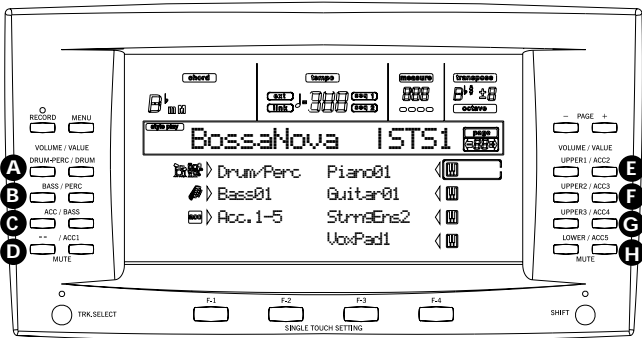 chord
tempo
measure
transpose
ext
seq 1
link
seq 2
octave
style play
BossaNova
STS1
page
Drum/Perc
Piano01
Bass01
Guitar01
ACC
Acc.1-5
StrngEns2
VoxPad1
RECORD
MENU
VOLUME / VALUE
A
DRUM-PERC / DRUM
B
BASS / PERC
C
ACC / BASS
D
-- / ACC1
MUTE
- PAGE +
VOLUME / VALUE
UPPER1 / ACC2
E
UPPER2 / ACC3
F
UPPER3 / ACC4
G
LOWER / ACC5
H
MUTE
TRK.SELECT
F-1
F-2
F-3
F-4
SINGLE TOUCH SETTING
SHIFT